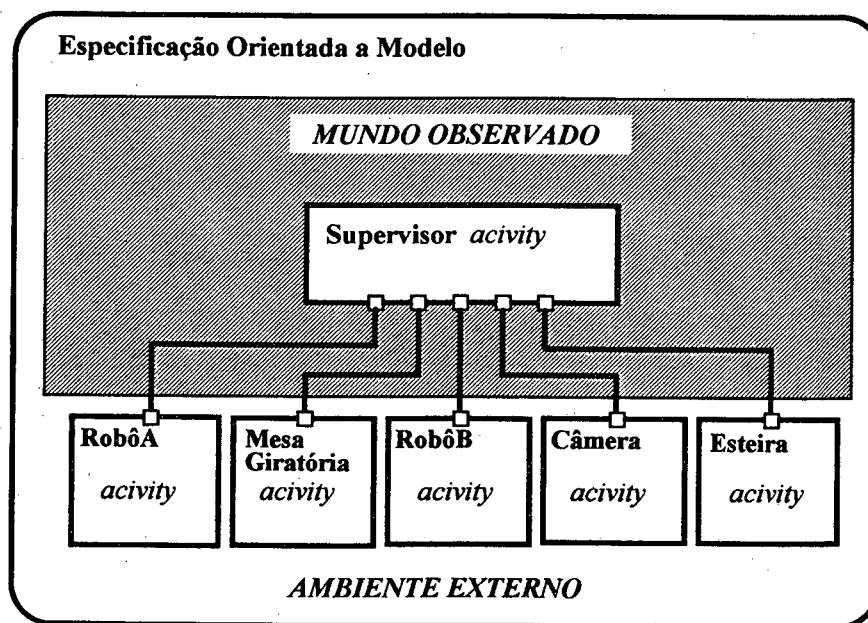 Especificação Orientada a Modelo
MUNDO OBSERVADO
Supervisor acivity
RobôA
acivity
Mesa
Giratória
acivity
RobôB
acivity
Câmera
acivity
Esteira
acivity
AMBIENTE EXTERNO